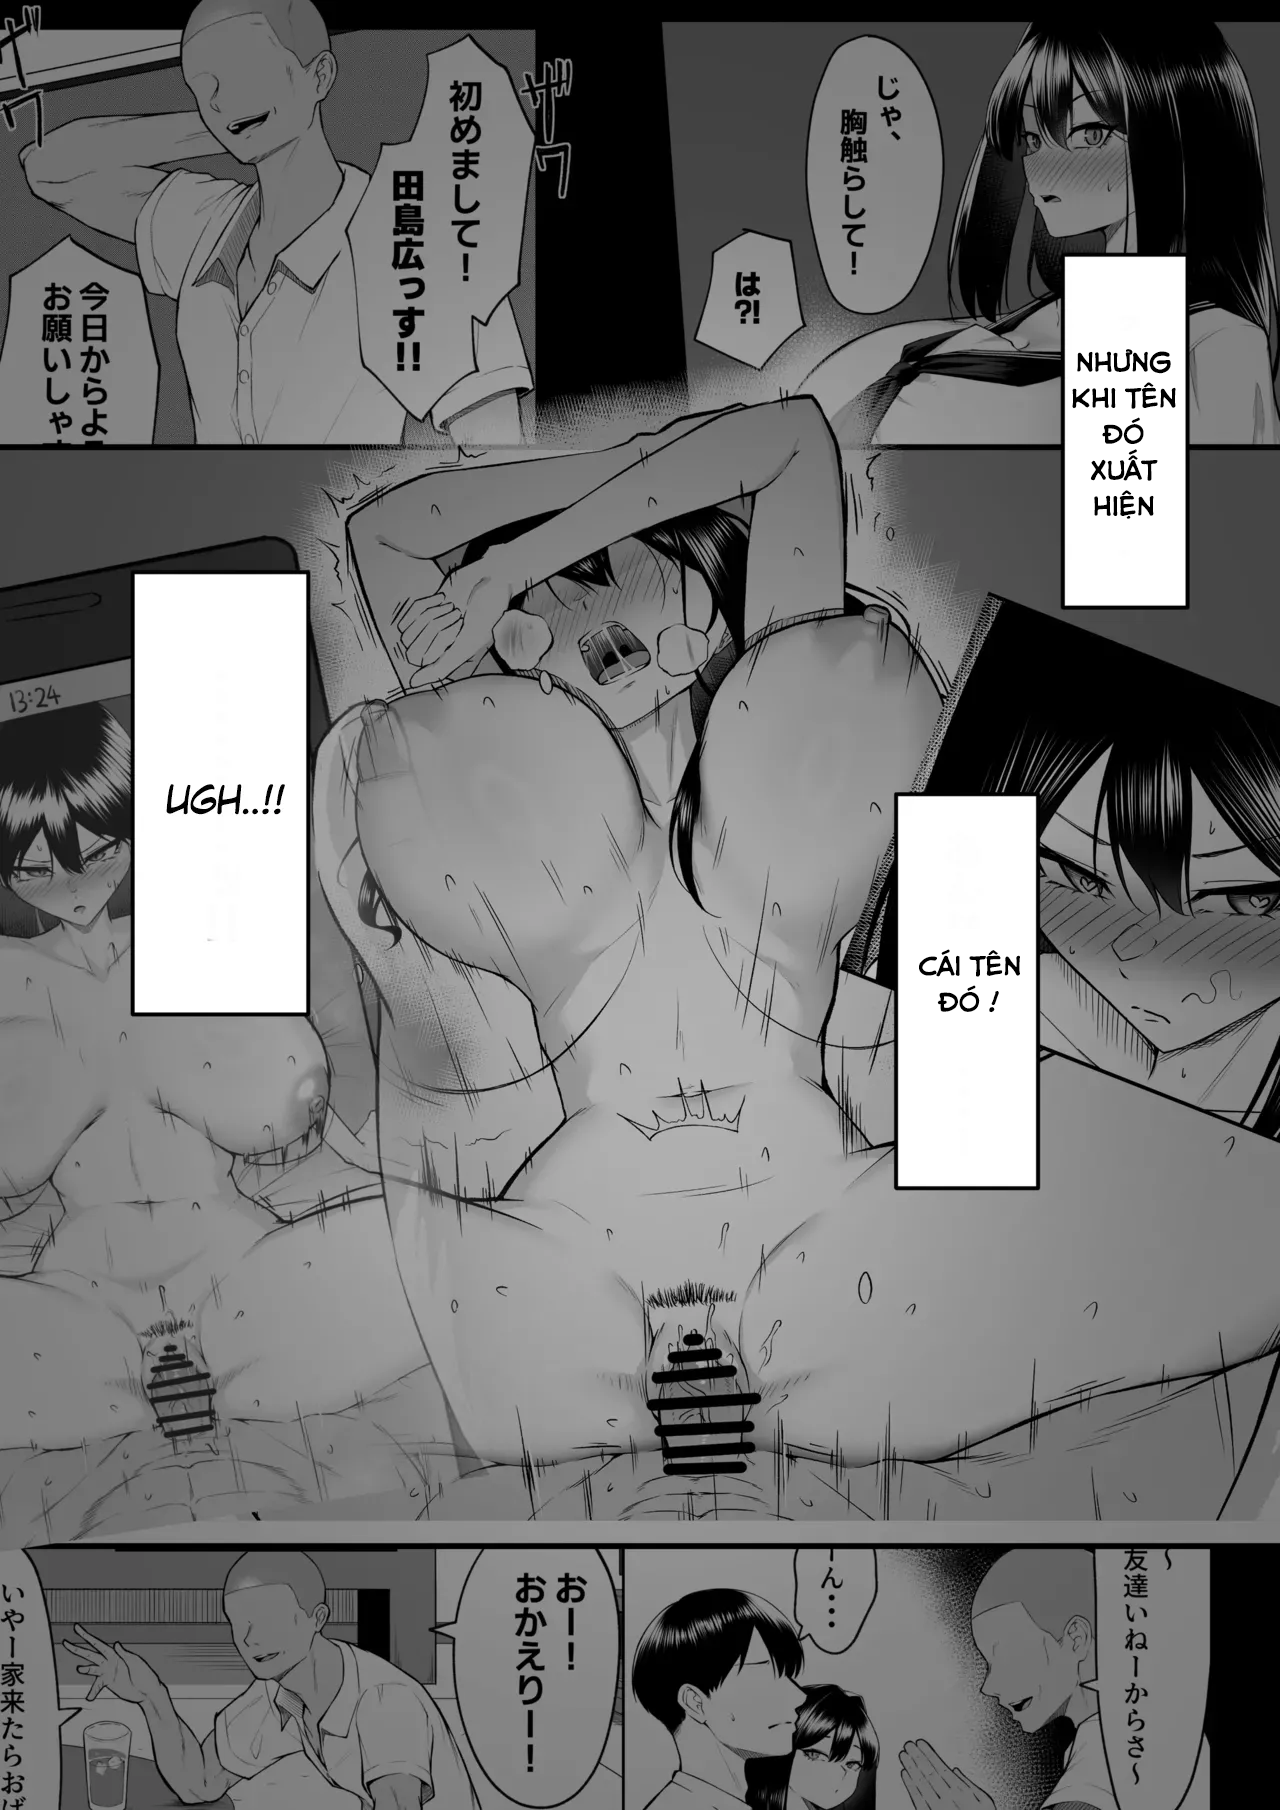 じゃ、
胸触らして！
は?!
ザワ
初めまして！
田島広っす!!
ザワ
今日からよろ
お願いしゃす
NHƯNG
KHI TÊN
ĐÓ
XUẤT
HIỆN
13:24
UGH..!!
CÁI TÊN
ĐÓ !
〜
友達いねーからさ〜
ーん・・・
おー！
おかえりー！
いやー家来たらおば